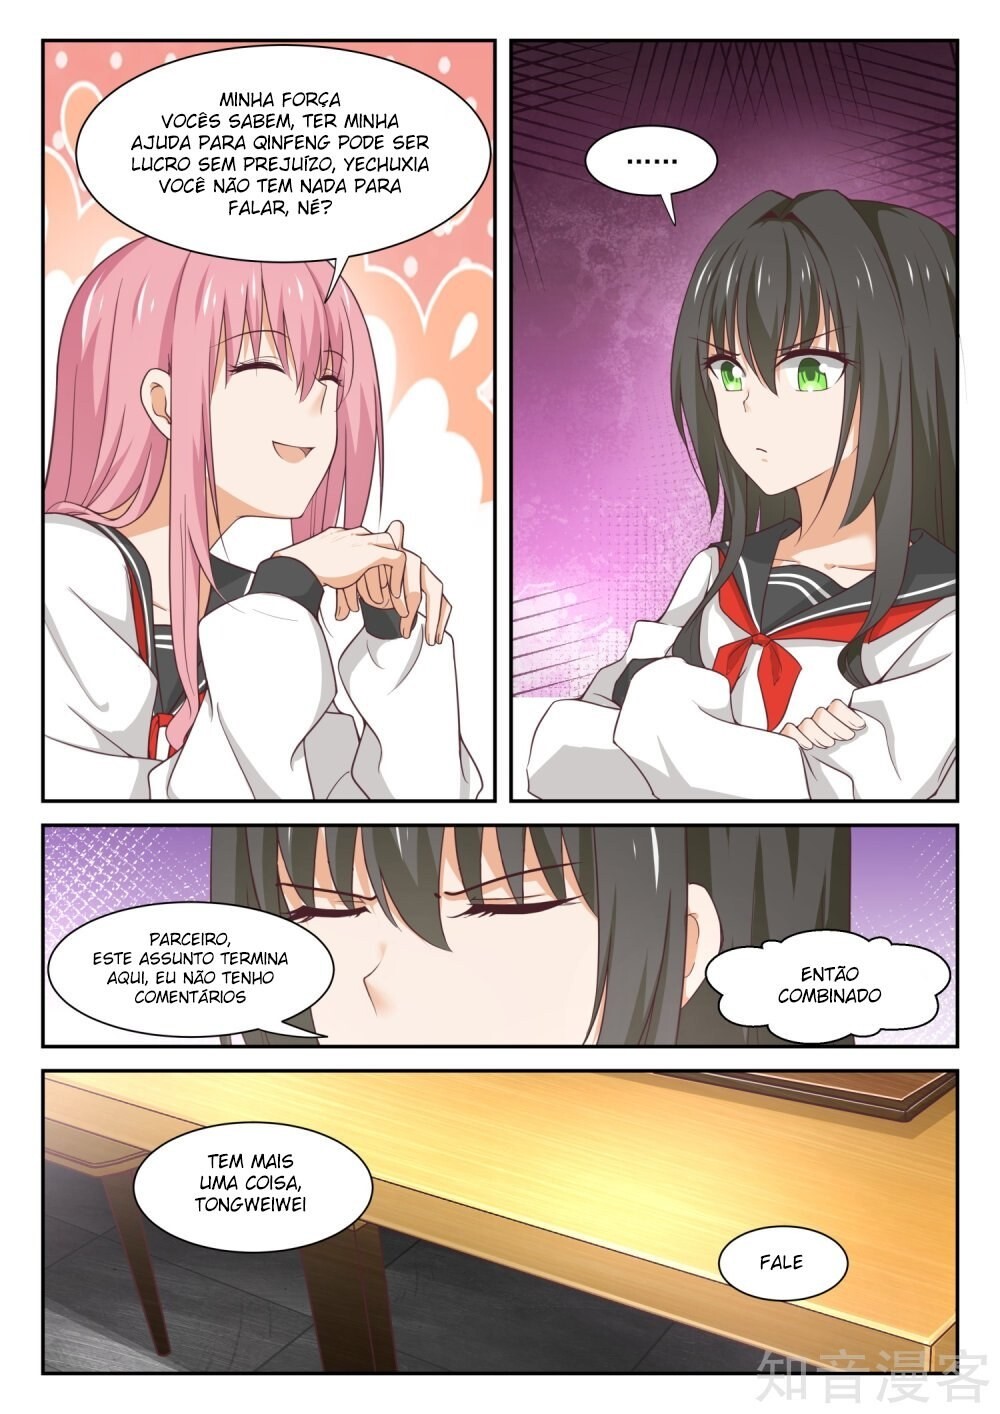 MINHA FORÇA
VOCÊS SABEM, TER MINHA
AJUDA PARA QINFENG PODE SER
LUCRO SEM PREJUÍZO, YECHUXIA
VOCÊ NÃO TEM NADA PARA
FALAR, NÉ?
......
PARCEIRO,
ESTE ASSUNTO TERMINA
AQUI, EU NÃO TENHO
COMENTÁRIOS
ENTÃO
COMBINADO
TEM MAIS
UMA COISA,
TONGWEIWEI
FALE
知音漫客